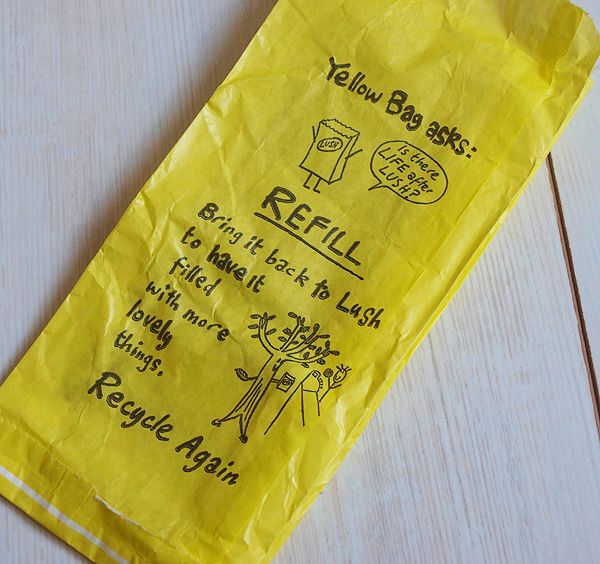 Yellow Bag asks:
LUSH
Is there
LIFE after
LUSH?
REFILL
Bring it back to Lush
to have it
filled
with more
lovely
things.
Recycle Again